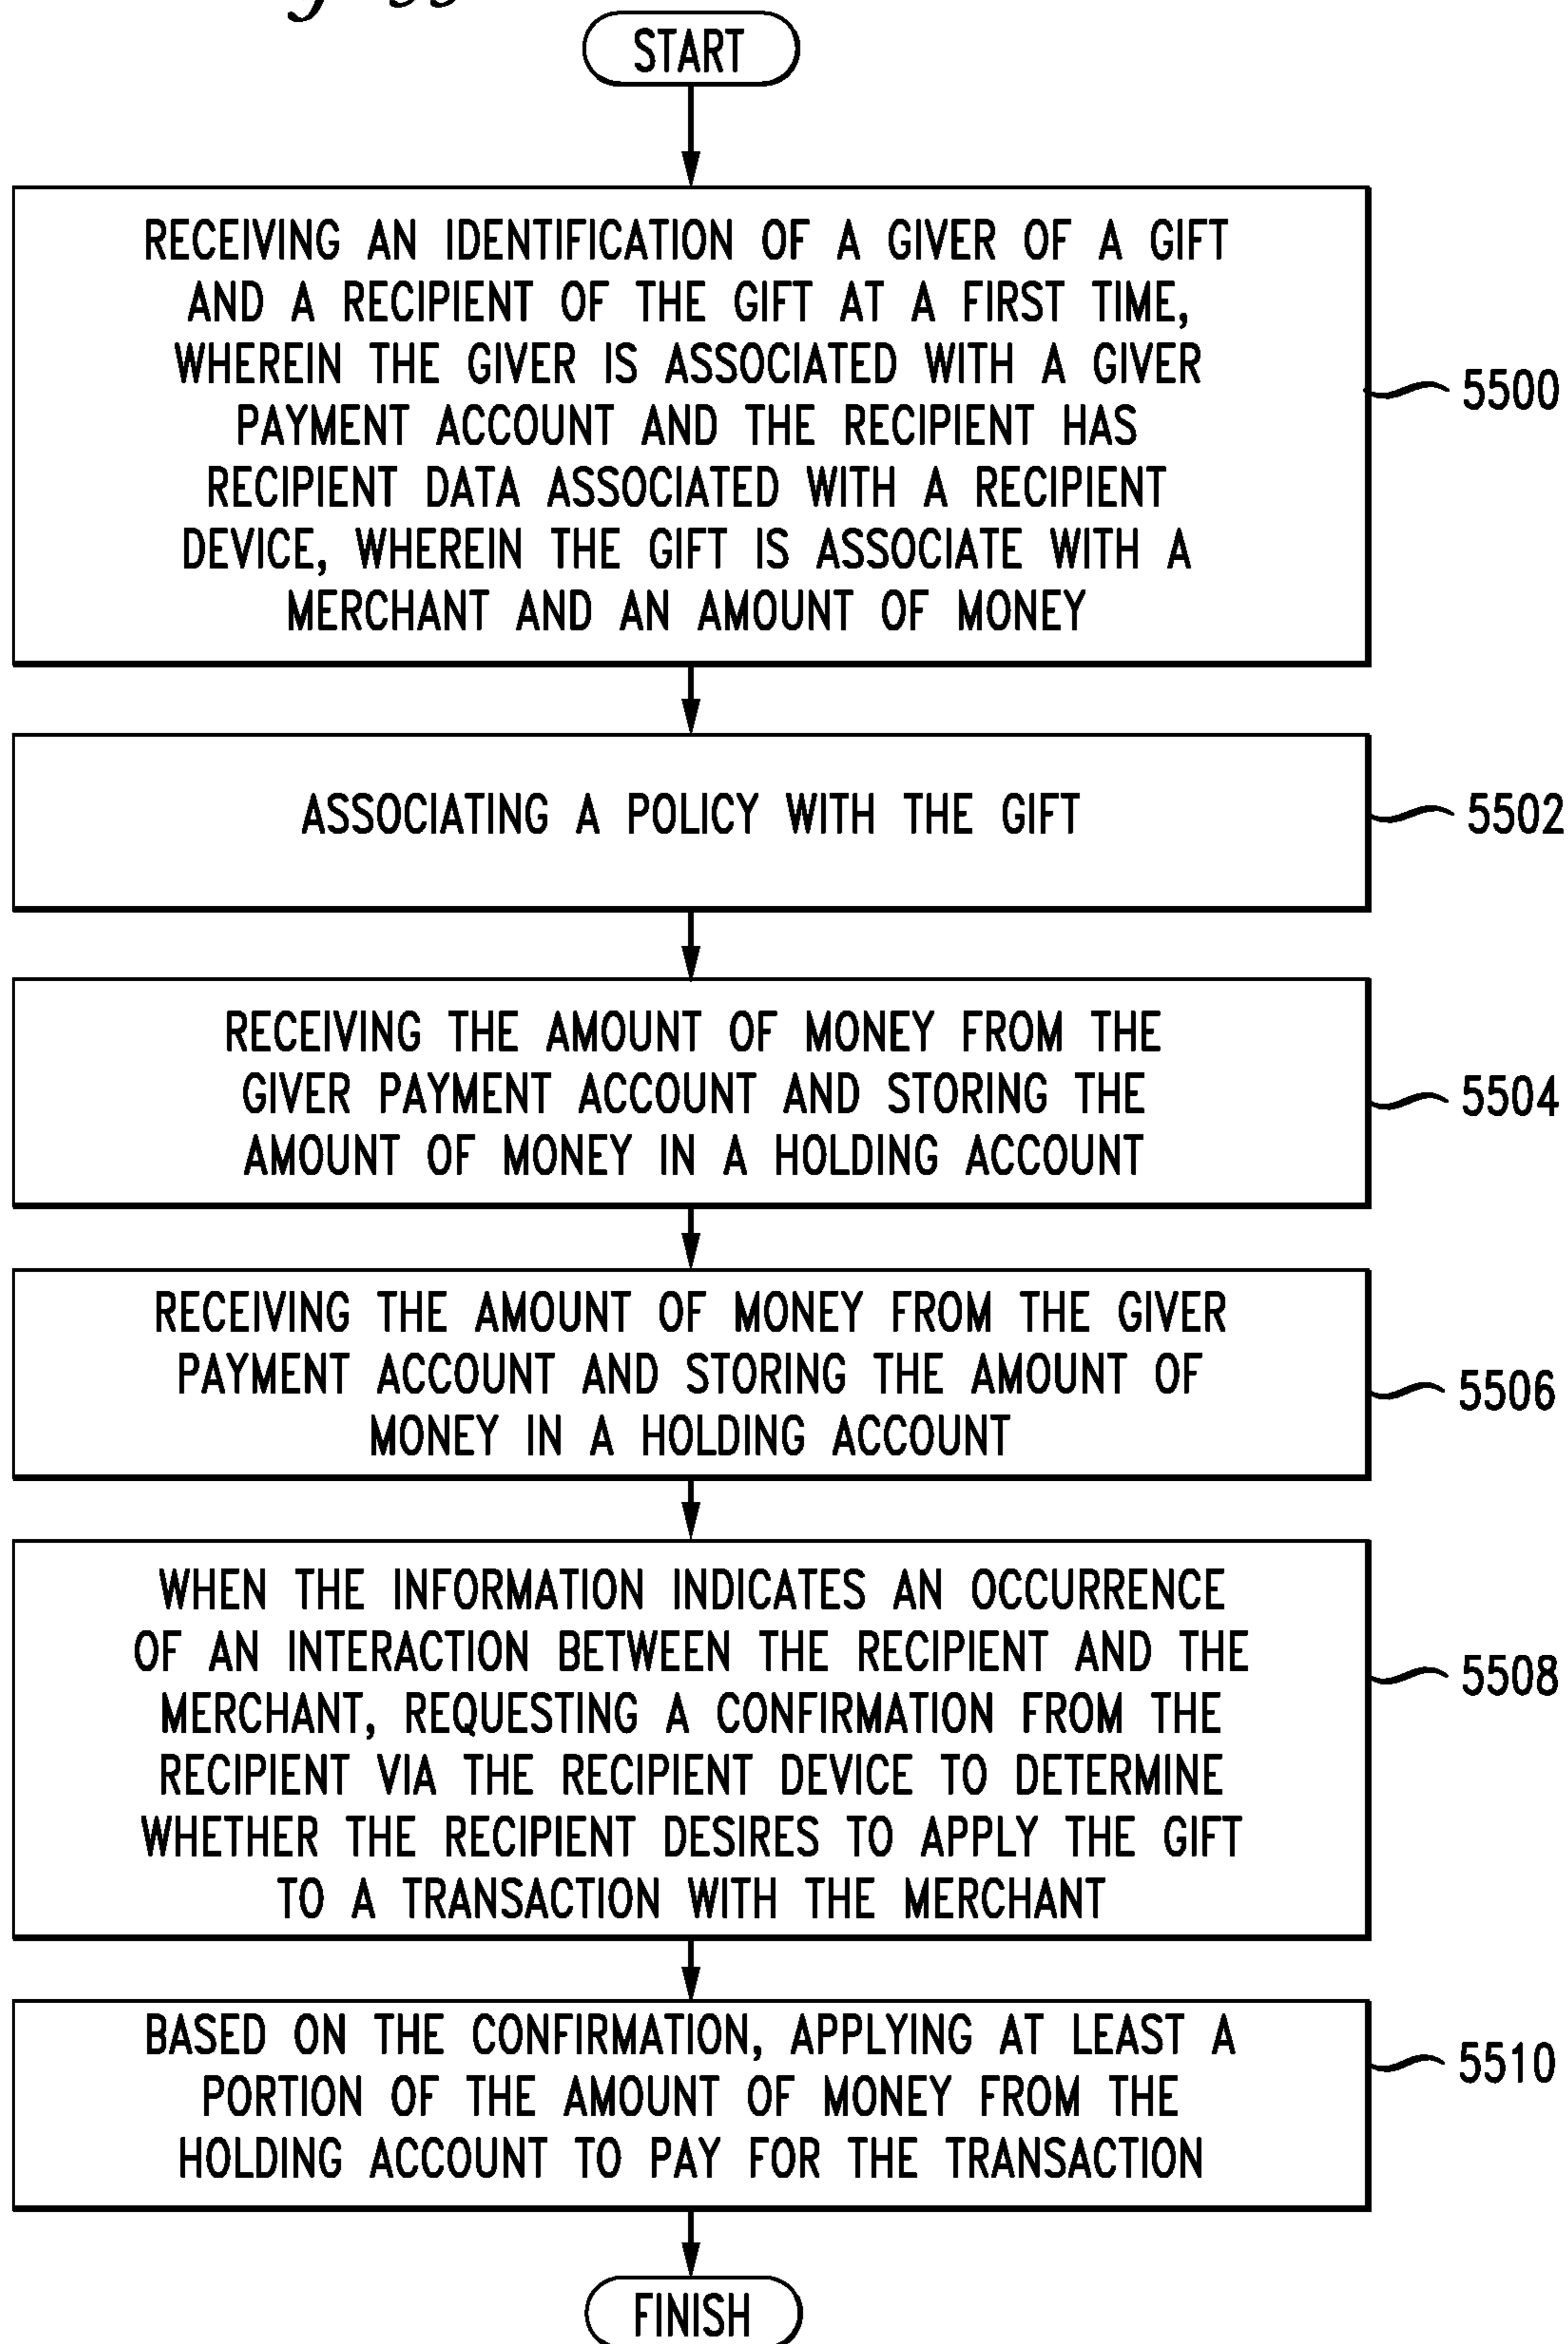 START
RECEIVING AN IDENTIFICATION OF A GIVER OF A GIFT
AND A RECIPIENT OF THE GIFT AT A FIRST TIME,
WHEREIN THE GIVER IS ASSOCIATED WITH A GIVER
PAYMENT ACCOUNT AND THE RECIPIENT HAS
RECIPIENT DATA ASSOCIATED WITH A RECIPIENT
DEVICE, WHEREIN THE GIFT IS ASSOCIATE WITH A
MERCHANT AND AN AMOUNT OF MONEY
5500
ASSOCIATING A POLICY WITH THE GIFT
5502
RECEIVING THE AMOUNT OF MONEY FROM THE
GIVER PAYMENT ACCOUNT AND STORING THE
AMOUNT OF MONEY IN A HOLDING ACCOUNT
5504
RECEIVING THE AMOUNT OF MONEY FROM THE GIVER
PAYMENT ACCOUNT AND STORING THE AMOUNT OF
MONEY IN A HOLDING ACCOUNT
5506
WHEN THE INFORMATION INDICATES AN OCCURRENCE
OF AN INTERACTION BETWEEN THE RECIPIENT AND THE
MERCHANT, REQUESTING A CONFIRMATION FROM THE
RECIPIENT VIA THE RECIPIENT DEVICE TO DETERMINE
WHETHER THE RECIPIENT DESIRES TO APPLY THE GIFT
TO A TRANSACTION WITH THE MERCHANT
5508
BASED ON THE CONFIRMATION, APPLYING AT LEAST A
PORTION OF THE AMOUNT OF MONEY FROM THE
HOLDING ACCOUNT TO PAY FOR THE TRANSACTION
5510
FINISH